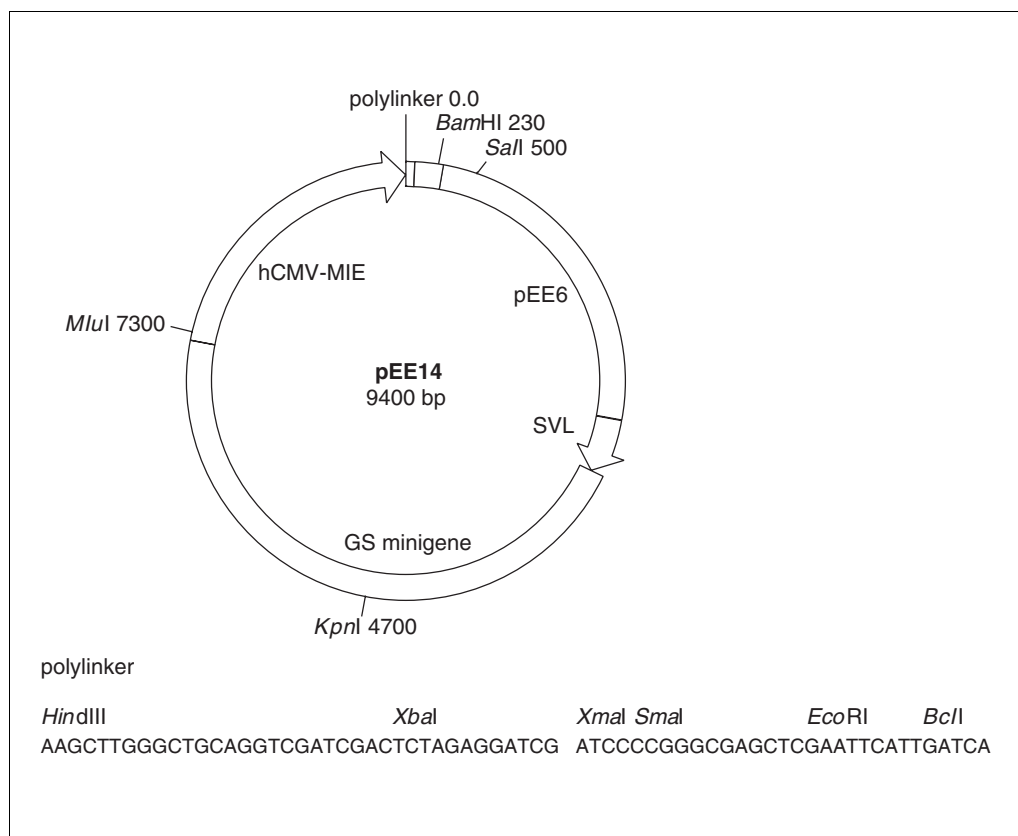 polylinker 0.0
BamHI 230
SalI 500
hCMV-MIE
pEE6
MluI 7300
pEE14
9400 bp
SVL
GS minigene
KpnI 4700
polylinker
HindIII XbaI XmaI SmaI EcoRI BclI
AAGCTTGGGCTGCAGGTCGATCGACTCTAGAGGATCG ATCCCCGGGCGAGCTCGAATTCATTGATCA